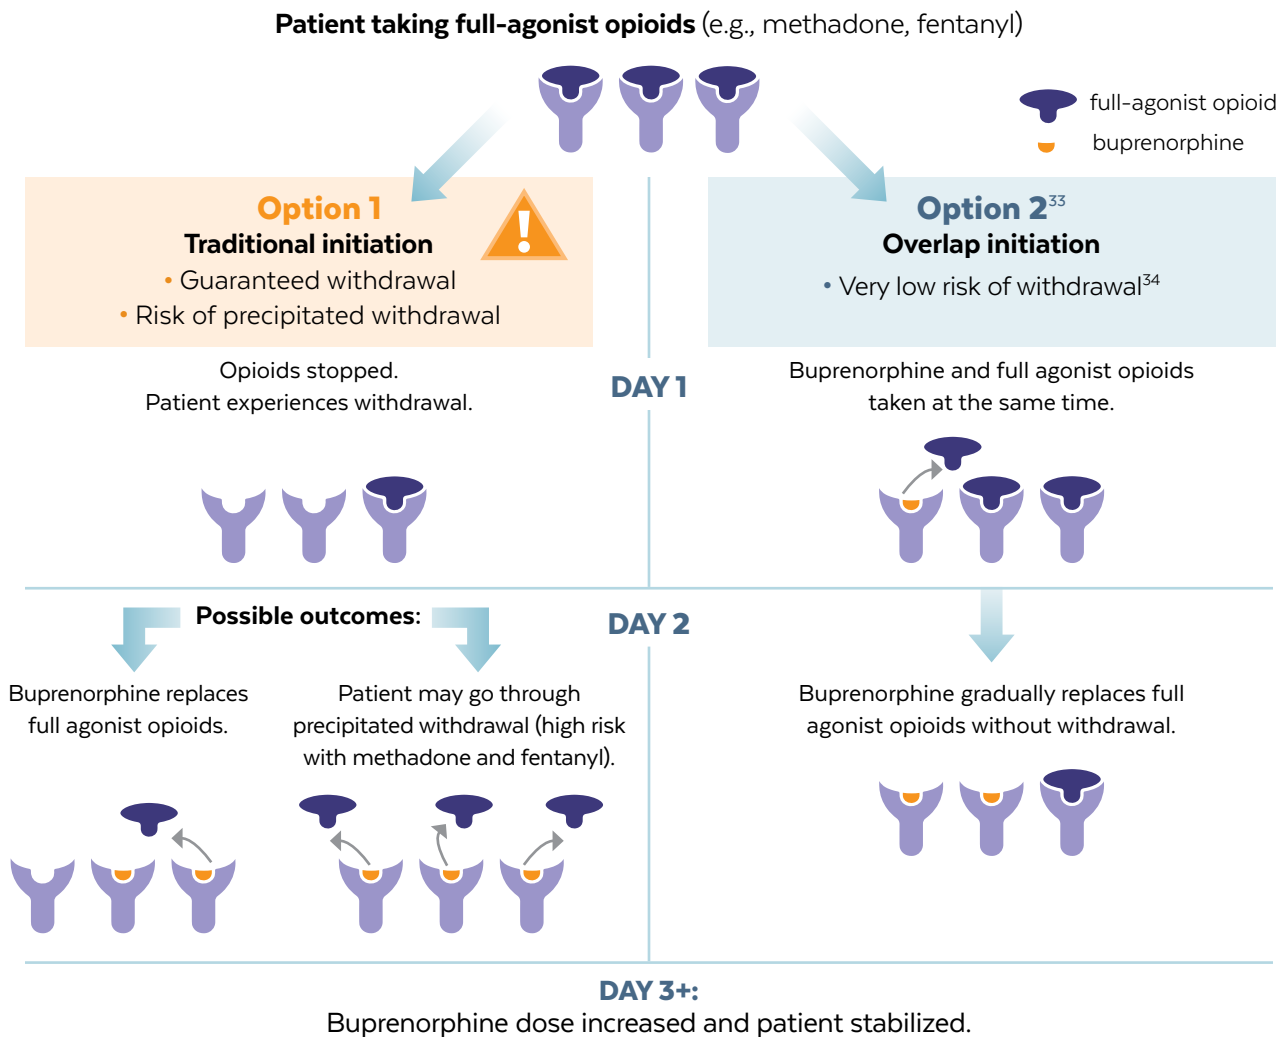 Patient taking full-agonist opioids (e.g., methadone, fentanyl)
full-agonist opioid
buprenorphine
Option 1
Traditional initiation
• Guaranteed withdrawal
• Risk of precipitated withdrawal
!
Option 2³³
Overlap initiation
• Very low risk of withdrawal³⁴
DAY 1
Opioids stopped.
Patient experiences withdrawal.
Buprenorphine and full agonist opioids
taken at the same time.
DAY 2
Possible outcomes:
Buprenorphine replaces
full agonist opioids.
Patient may go through
precipitated withdrawal (high risk
with methadone and fentanyl).
Buprenorphine gradually replaces full
agonist opioids without withdrawal.
DAY 3+:
Buprenorphine dose increased and patient stabilized.